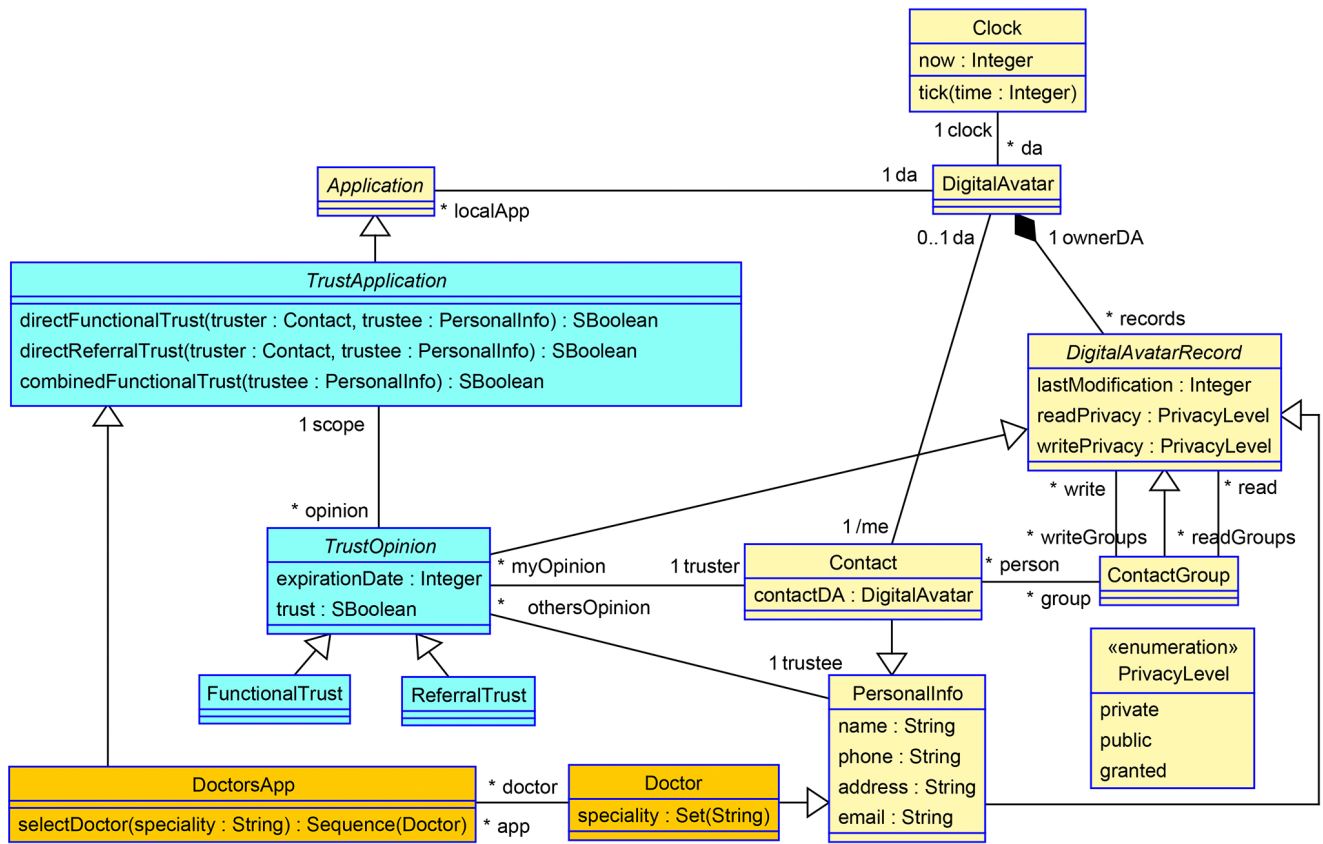 Clock
now : Integer
tick(time : Integer)
1 clock
* da
Application
1 da
DigitalAvatar
* localApp
0..1 da
1 ownerDA
TrustApplication
directFunctionalTrust(truster : Contact, trustee : PersonalInfo) : SBoolean
directReferralTrust(truster : Contact, trustee : PersonalInfo) : SBoolean
combinedFunctionalTrust(trustee : PersonalInfo) : SBoolean
* records
DigitalAvatarRecord
lastModification : Integer
readPrivacy : PrivacyLevel
writePrivacy : PrivacyLevel
1 scope
* write
* read
* opinion
1 /me
* writeGroups
* readGroups
TrustOpinion
expirationDate : Integer
trust : SBoolean
* myOpinion
1 truster
* othersOpinion
Contact
contactDA : DigitalAvatar
* person
* group
ContactGroup
«enumeration»
PrivacyLevel
private
public
granted
1 trustee
FunctionalTrust
ReferralTrust
PersonalInfo
name : String
phone : String
address : String
email : String
DoctorsApp
selectDoctor(speciality : String) : Sequence(Doctor)
* doctor
* app
Doctor
speciality : Set(String)